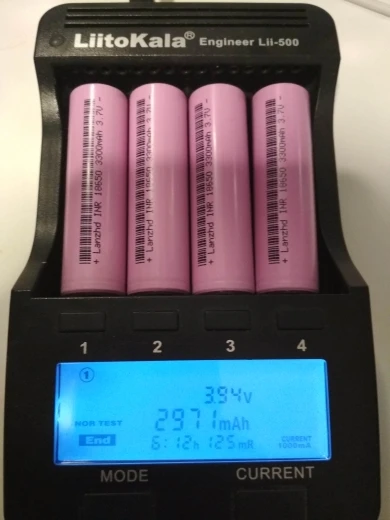 LiitoKala® Engineer Lii-500
+ Lanzhd INR 18650 3300mAh 3.7V -
+ Lanzhd INR 18650 3300mAh 3.7V -
+ Lanzhd INR 18650 3300mAh 3.7V -
+ Lanzhd INR 18650 3300mAh 3.7V -
1 2 3 4
1
3.94V
2971mAh
NOR TEST
End
6:12h 125mR
CURRENT
1000mA
MODE CURRENT